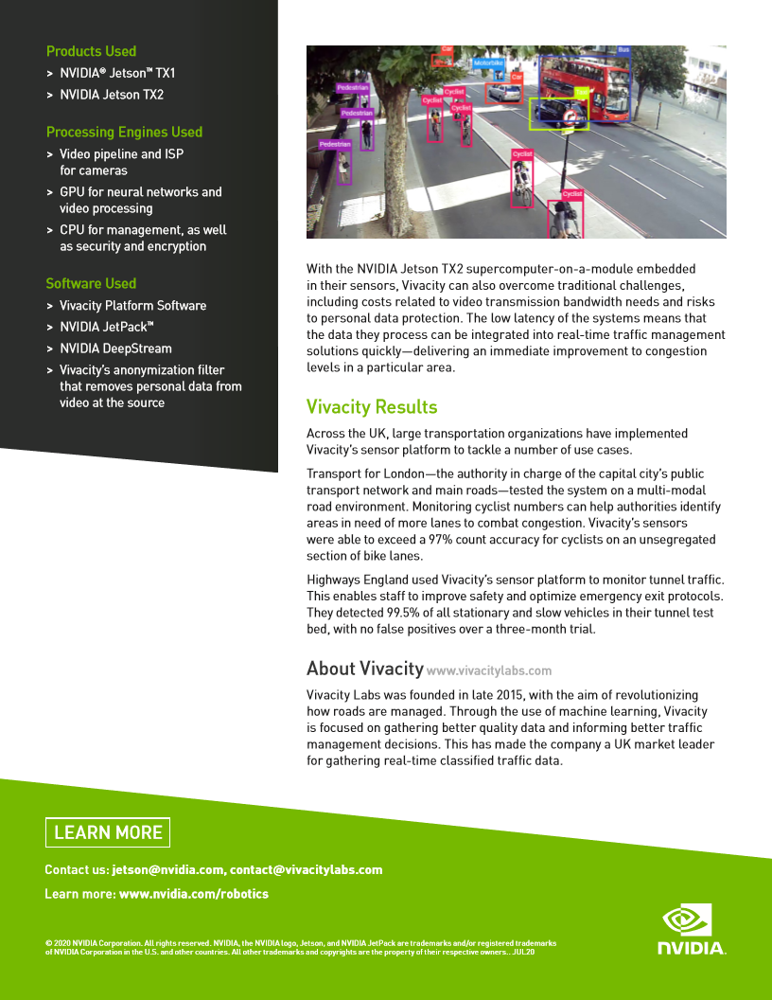 Products Used
> NVIDIA® Jetson™ TX1
> NVIDIA Jetson TX2
Processing Engines Used
> Video pipeline and ISP
for cameras
> GPU for neural networks and
video processing
> CPU for management, as well
as security and encryption
Software Used
> Vivacity Platform Software
> NVIDIA JetPack™
> NVIDIA DeepStream
> Vivacity's anonymization filter
that removes personal data from
video at the source
Car
Bus
Motorbike
Car
Pedestrian
Cyclist
Cyclist
Cyclist
Pedestrian
Pedestrian
Cyclist
Cyclist
With the NVIDIA Jetson TX2 supercomputer-on-a-module embedded
in their sensors, Vivacity can also overcome traditional challenges,
including costs related to video transmission bandwidth needs and risks
to personal data protection. The low latency of the systems means that
the data they process can be integrated into real-time traffic management
solutions quickly—delivering an immediate improvement to congestion
levels in a particular area.
Vivacity Results
Across the UK, large transportation organizations have implemented
Vivacity's sensor platform to tackle a number of use cases.
Transport for London—the authority in charge of the capital city's public
transport network and main roads—tested the system on a multi-modal
road environment. Monitoring cyclist numbers can help authorities identify
areas in need of more lanes to combat congestion. Vivacity's sensors
were able to exceed a 97% count accuracy for cyclists on an unsegregated
section of bike lanes.
Highways England used Vivacity's sensor platform to monitor tunnel traffic.
This enables staff to improve safety and optimize emergency exit protocols.
They detected 99.5% of all stationary and slow vehicles in their tunnel test
bed, with no false positives over a three-month trial.
About Vivacity www.vivacitylabs.com
Vivacity Labs was founded in late 2015, with the aim of revolutionizing
how roads are managed. Through the use of machine learning, Vivacity
is focused on gathering better quality data and informing better traffic
management decisions. This has made the company a UK market leader
for gathering real-time classified traffic data.
LEARN MORE
Contact us: jetson@nvidia.com, contact@vivacitylabs.com
Learn more: www.nvidia.com/robotics
© 2020 NVIDIA Corporation. All rights reserved. NVIDIA, the NVIDIA logo, Jetson, and NVIDIA JetPack are trademarks and/or registered trademarks
of NVIDIA Corporation in the U.S. and other countries. All other trademarks and copyrights are the property of their respective owners.. JUL20
NVIDIA.